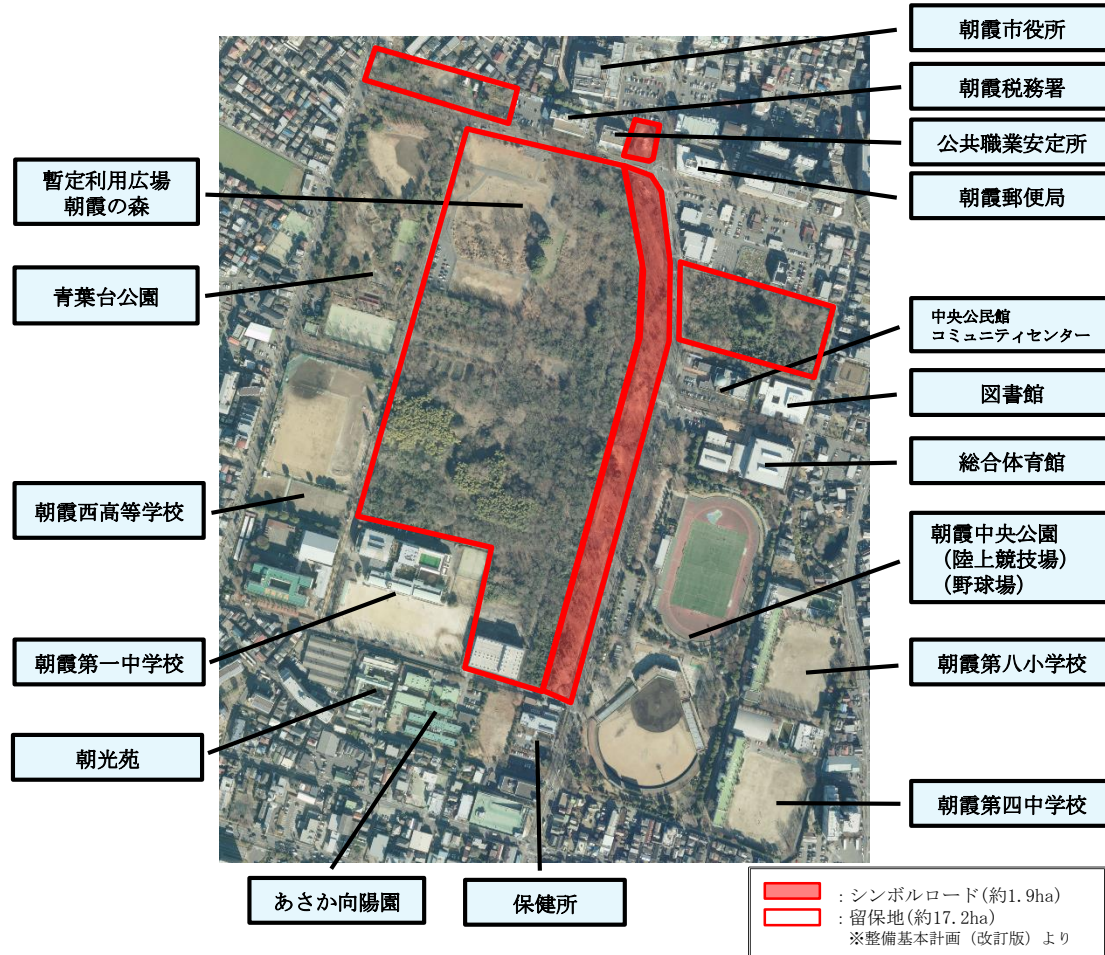 朝霞市役所
朝霞税務署
公共職業安定所
朝霞郵便局
暫定利用広場
朝霞の森
青葉台公園
中央公民館
コミュニティセンター
図書館
総合体育館
朝霞西高等学校
朝霞中央公園
（陸上競技場）
（野球場）
朝霞第一中学校
朝霞第八小学校
朝光苑
朝霞第四中学校
あさか向陽園
保健所
：シンボルロード(約1.9ha)
：留保地(約17.2ha)
※整備基本計画（改訂版）より